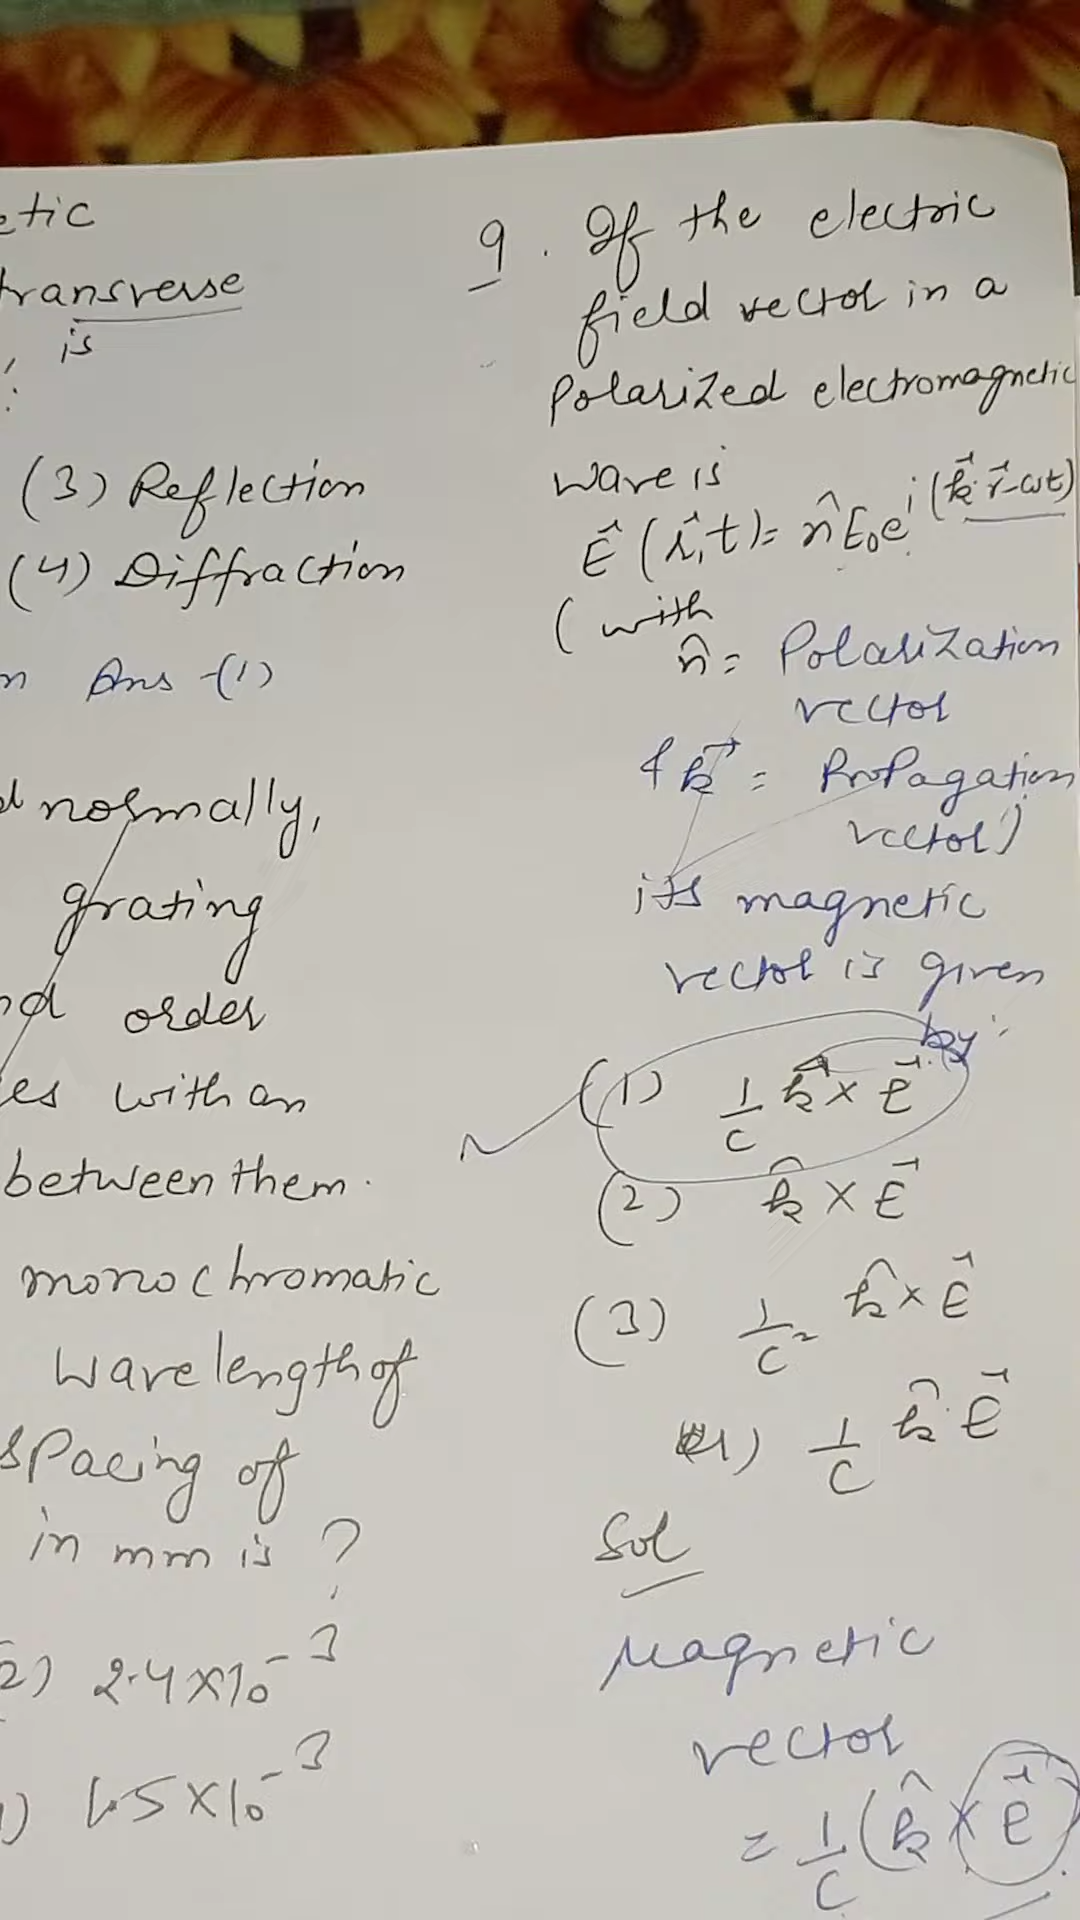 etic
transverse
is
(3) Reflection
(4) Diffraction
Ans -(1)
normally,
grating
order
es with an
between them.
monochromatic
wavelength of
spacing of
in mm is ?
2) 2.4×10⁻³
1.5×10⁻³
9. If the electric
field vector in a
Polarized electromagnetic
wave is
E⃗ (r⃗,t)= n̂E₀e^i(k⃗.r⃗-ωt)
(with
n̂ = Polarization
vector
& k⃗ = Propagation
vector)
its magnetic
vector is given
by:
(1) 1/c k̂ × E⃗
(2) k̂ × E⃗
(3) 1/c² k̂ × E⃗
(4) 1/c k̂.E⃗
Sol
Magnetic
vector
= 1/c (k̂ × E⃗